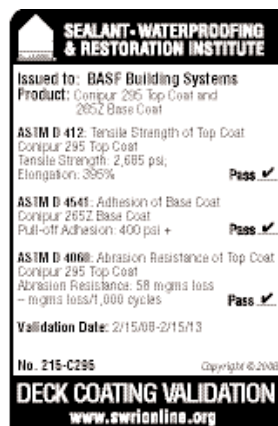 SEALANT-WATERPROOFING
& RESTORATION INSTITUTE
Issued to: BASF Building Systems
Product: Conipur 295 Top Coat and
265Z Base Coat
ASTM D 412: Tensile Strength of Top Coat
Conipur 295 Top Coat
Tensile Strength: 2,685 psi;
Elongation: 395%
Pass ✔
ASTM D 4541: Adhesion of Base Coat
Conipur 265Z Base Coat
Pull-off Adhesion: 400 psi +
Pass ✔
ASTM D 4060: Abrasion Resistance of Top Coat
Conipur 295 Top Coat
Abrasion Resistance: 58 mgms loss
– mgms loss/1,000 cycles
Pass ✔
Validation Date: 2/15/08-2/15/13
No. 215-C295
Copyright © 2008
DECK COATING VALIDATION
www.swrionline.org